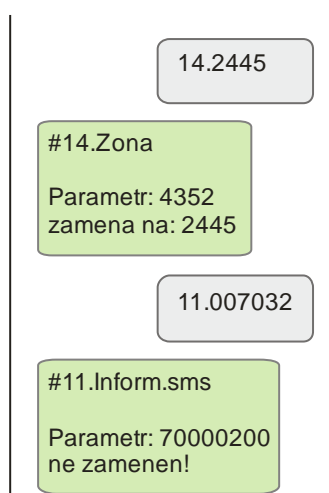 14.2445
#14.Zona
Parametr: 4352
zamena na: 2445
11.007032
#11.Inform.sms
Parametr: 70000200
ne zamenen!